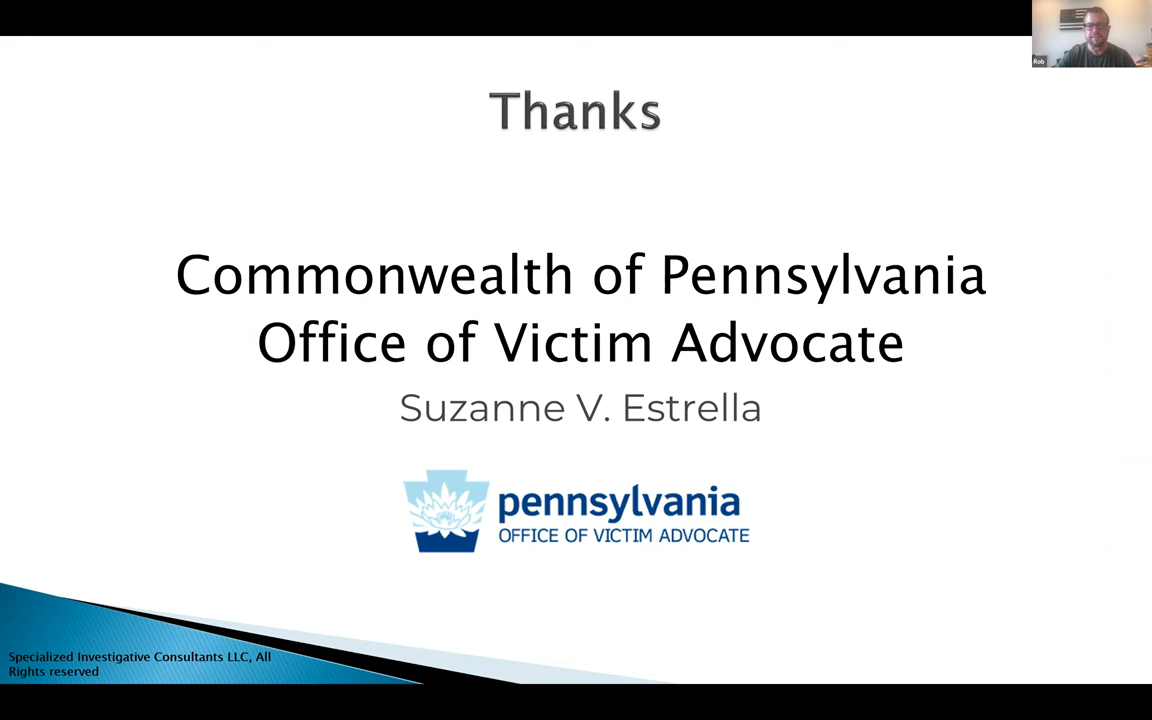 Rob
Thanks
Commonwealth of Pennsylvania
Office of Victim Advocate
Suzanne V. Estrella
pennsylvania
OFFICE OF VICTIM ADVOCATE
Specialized Investigative Consultants LLC, All
Rights reserved